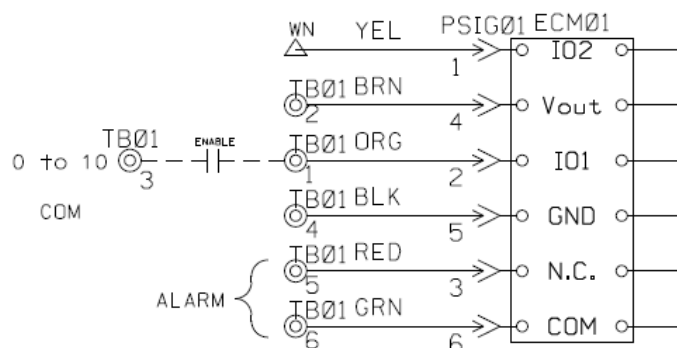 WN YEL PSIG01 ECM01
1 IO2
TB01 BRN
2 4 Vout
TB01 ENABLE TB01 ORG
0 to 10 3 1 2 IO1
COM
TB01 BLK
4 5 GND
TB01 RED
5 3 N.C.
ALARM
TB01 GRN
6 6 COM